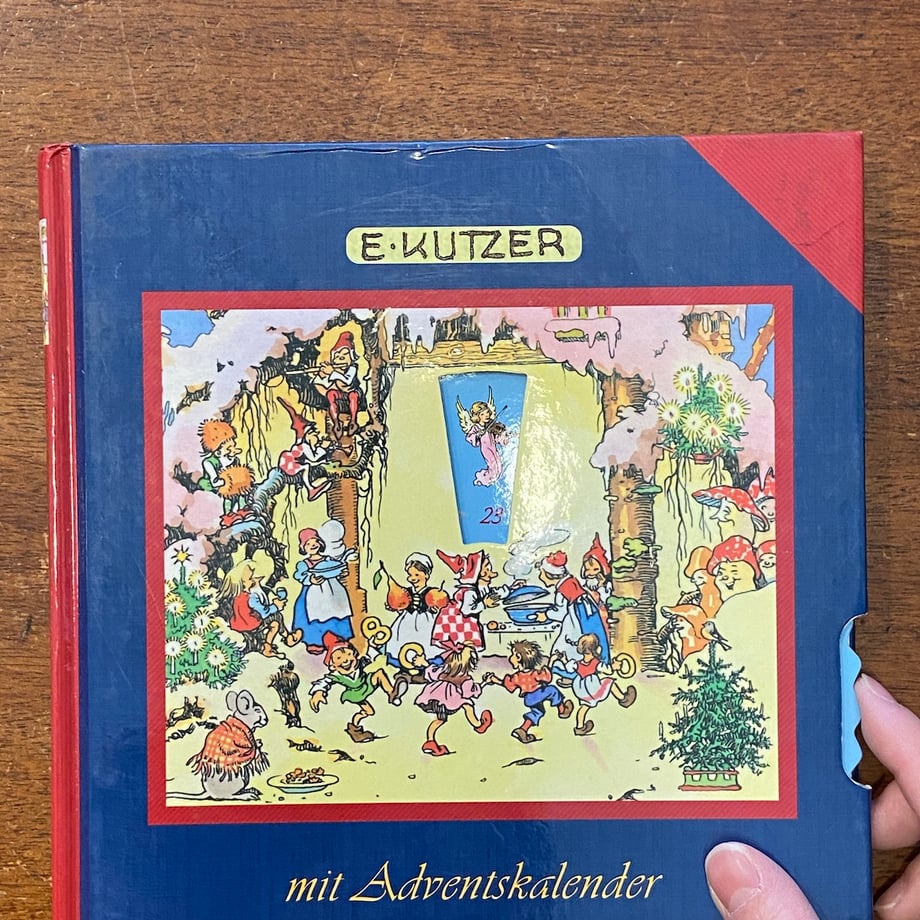 E·KUTZER
23
mit Adventskalender